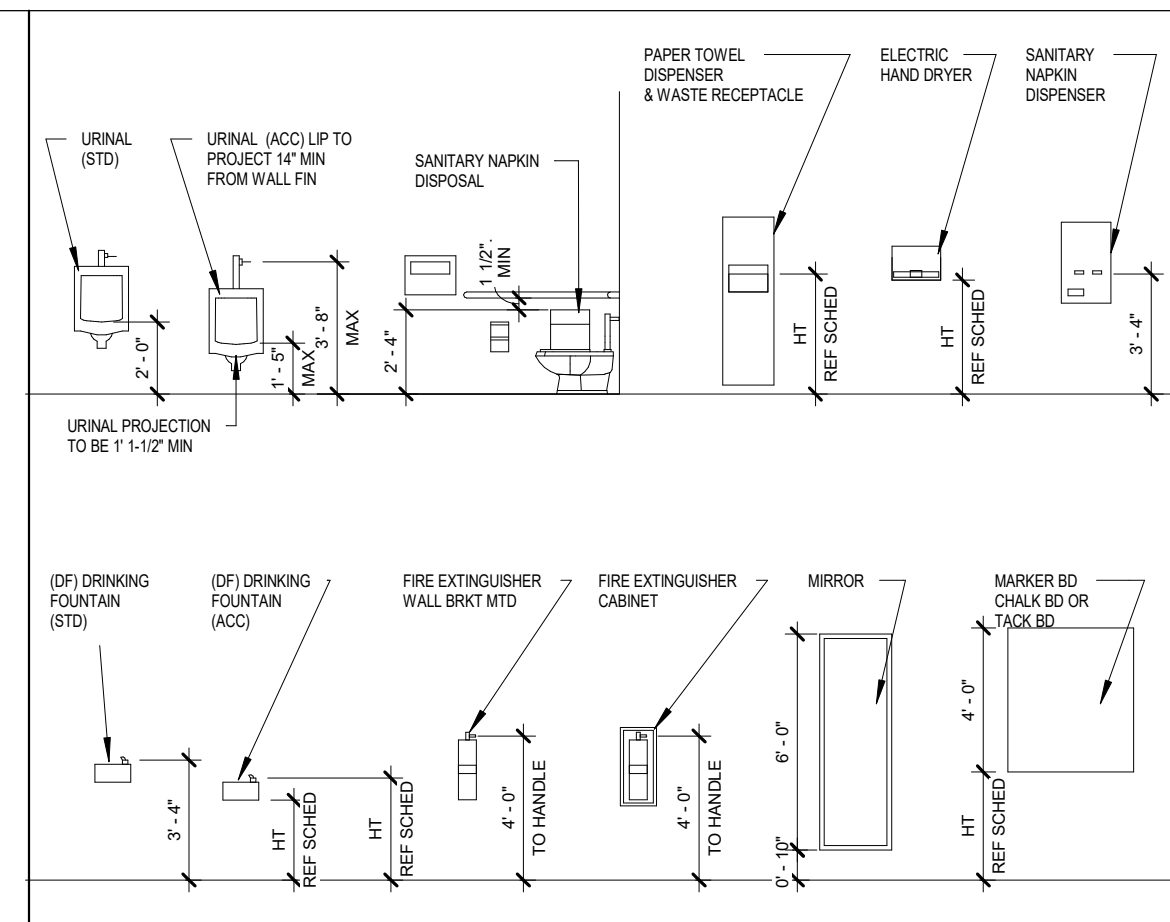 URINAL
(STD)
URINAL (ACC) LIP TO
PROJECT 14" MIN
FROM WALL FIN
SANITARY NAPKIN
DISPOSAL
PAPER TOWEL
DISPENSER
& WASTE RECEPTACLE
ELECTRIC
HAND DRYER
SANITARY
NAPKIN
DISPENSER
2' - 0"
1' - 5"
MAX
3' - 8"
MAX
2' - 4"
1 1/2"
MIN
HT
REF SCHED
HT
REF SCHED
3' - 4"
URINAL PROJECTION
TO BE 1' 1-1/2" MIN
(DF) DRINKING
FOUNTAIN
(STD)
(DF) DRINKING
FOUNTAIN
(ACC)
FIRE EXTINGUISHER
WALL BRKT MTD
FIRE EXTINGUISHER
CABINET
MIRROR
MARKER BD
CHALK BD OR
TACK BD
3' - 4"
HT
REF SCHED
HT
REF SCHED
4' - 0"
TO HANDLE
4' - 0"
TO HANDLE
6' - 0"
0' - 10"
4' - 0"
HT
REF SCHED